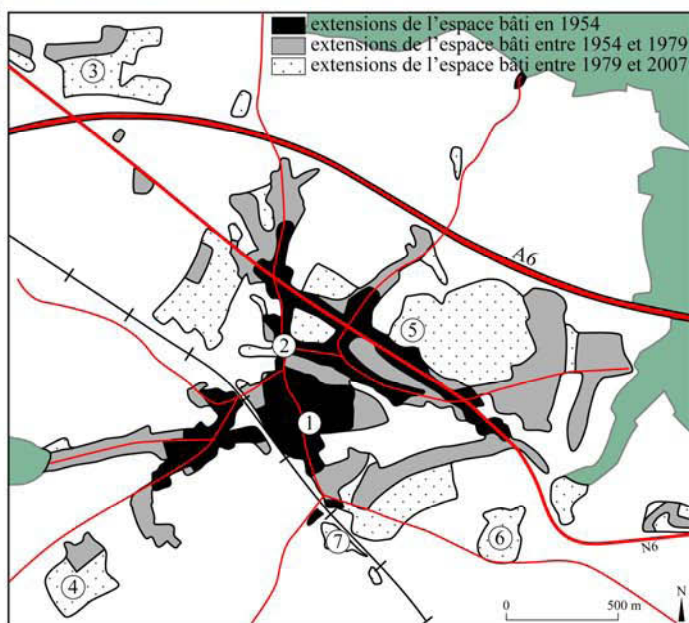 extensions de l’espace bâti en 1954
extensions de l’espace bâti entre 1954 et 1979
extensions de l’espace bâti entre 1979 et 2007
3
A6
5
2
1
6
7
N6
4
0 500 m
N